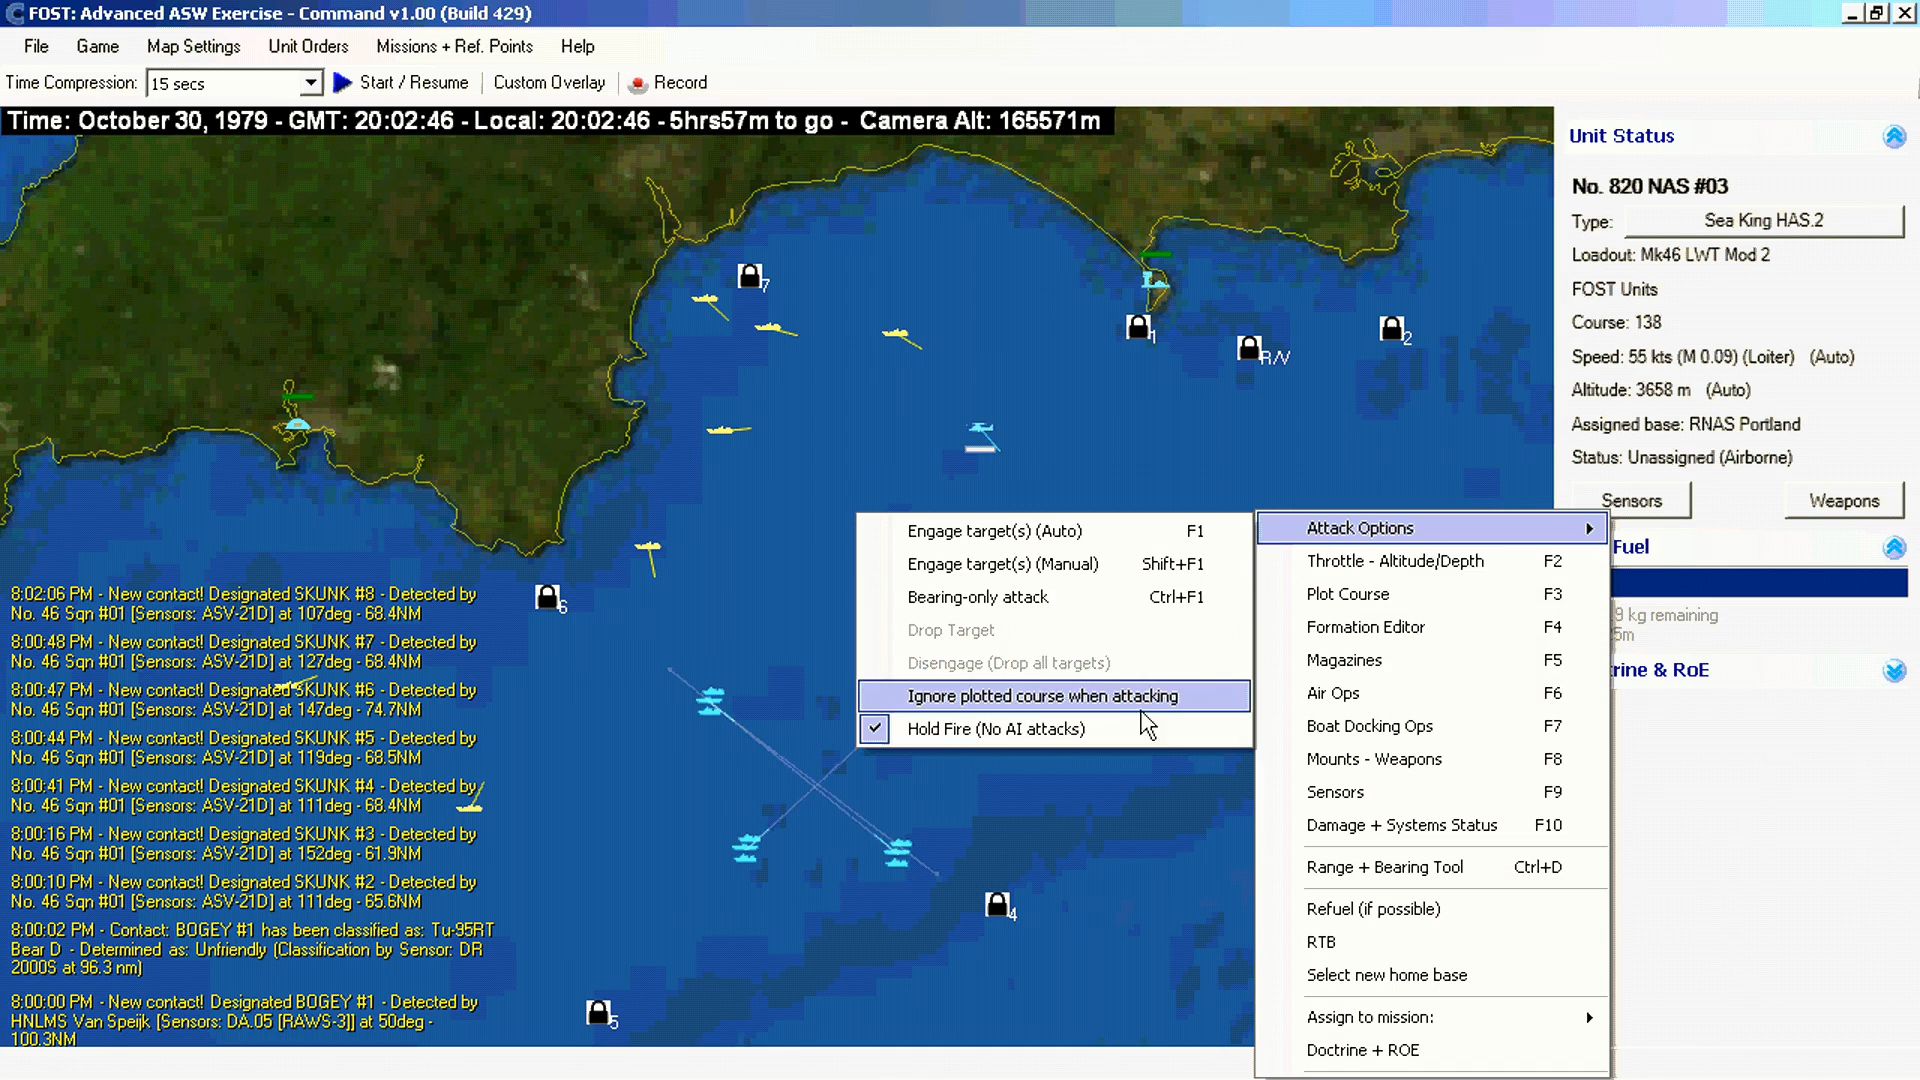 FOST: Advanced ASW Exercise - Command v1.00 (Build 429)
File Game Map Settings Unit Orders Missions + Ref. Points Help
Time Compression: 15 secs Start / Resume Custom Overlay Record
Time: October 30, 1979 - GMT: 20:02:46 - Local: 20:02:46 - 5hrs57m to go - Camera Alt: 165571m
7
1
R/V
2
6
4
5
8:02:06 PM - New contact! Designated SKUNK #8 - Detected by
No. 46 Sqn #01 [Sensors: ASV-21D] at 107deg - 68.4NM
8:00:48 PM - New contact! Designated SKUNK #7 - Detected by
No. 46 Sqn #01 [Sensors: ASV-21D] at 127deg - 68.4NM
8:00:47 PM - New contact! Designated SKUNK #6 - Detected by
No. 46 Sqn #01 [Sensors: ASV-21D] at 147deg - 74.7NM
8:00:44 PM - New contact! Designated SKUNK #5 - Detected by
No. 46 Sqn #01 [Sensors: ASV-21D] at 119deg - 68.5NM
8:00:41 PM - New contact! Designated SKUNK #4 - Detected by
No. 46 Sqn #01 [Sensors: ASV-21D] at 111deg - 68.4NM
8:00:16 PM - New contact! Designated SKUNK #3 - Detected by
No. 46 Sqn #01 [Sensors: ASV-21D] at 152deg - 61.9NM
8:00:10 PM - New contact! Designated SKUNK #2 - Detected by
No. 46 Sqn #01 [Sensors: ASV-21D] at 111deg - 65.6NM
8:00:02 PM - Contact: BOGEY #1 has been classified as: Tu-95RT
Bear D - Determined as: Unfriendly (Classification by Sensor: DR
2000S at 96.3 nm)
8:00:00 PM - New contact! Designated BOGEY #1 - Detected by
HNLMS Van Speijk [Sensors: DA.05 [RAWS-3]] at 50deg -
100.3NM
Engage target(s) (Auto) F1
Engage target(s) (Manual) Shift+F1
Bearing-only attack Ctrl+F1
Drop Target
Disengage (Drop all targets)
Ignore plotted course when attacking
Hold Fire (No AI attacks)
Attack Options
Throttle - Altitude/Depth F2
Plot Course F3
Formation Editor F4
Magazines F5
Air Ops F6
Boat Docking Ops F7
Mounts - Weapons F8
Sensors F9
Damage + Systems Status F10
Range + Bearing Tool Ctrl+D
Refuel (if possible)
RTB
Select new home base
Assign to mission:
Doctrine + ROE
Unit Status
No. 820 NAS #03
Type: Sea King HAS.2
Loadout: Mk46 LWT Mod 2
FOST Units
Course: 138
Speed: 55 kts (M 0.09) (Loiter) (Auto)
Altitude: 3658 m (Auto)
Assigned base: RNAS Portland
Status: Unassigned (Airborne)
Sensors Weapons
Fuel
kg remaining
& RoE